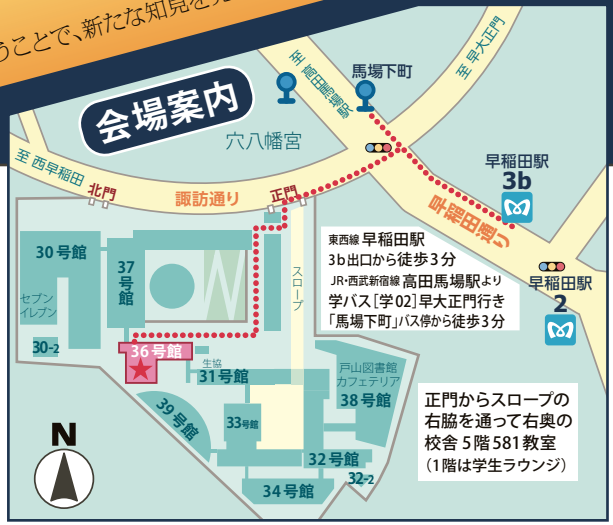 うことで、新たな知見を
会場案内
至 高田馬場駅
馬場下町
至 早大正門
穴八幡宮
至 西早稲田
北門
諏訪通り
正門
早稲田駅
3b
早稲田通り
早稲田駅
2
東西線 早稲田駅
3b出口から徒歩3分
JR・西武新宿線 高田馬場駅より
学バス[学02]早大正門行き
「馬場下町」バス停から徒歩3分
30号館
37号館
スロープ
セブン
イレブン
30-2
36号館
生協
31号館
戸山図書館
カフェテリア
38号館
39号館
33号館
32号館
32-2
34号館
正門からスロープの
右脇を通って右奥の
校舎5階581教室
(1階は学生ラウンジ)
N